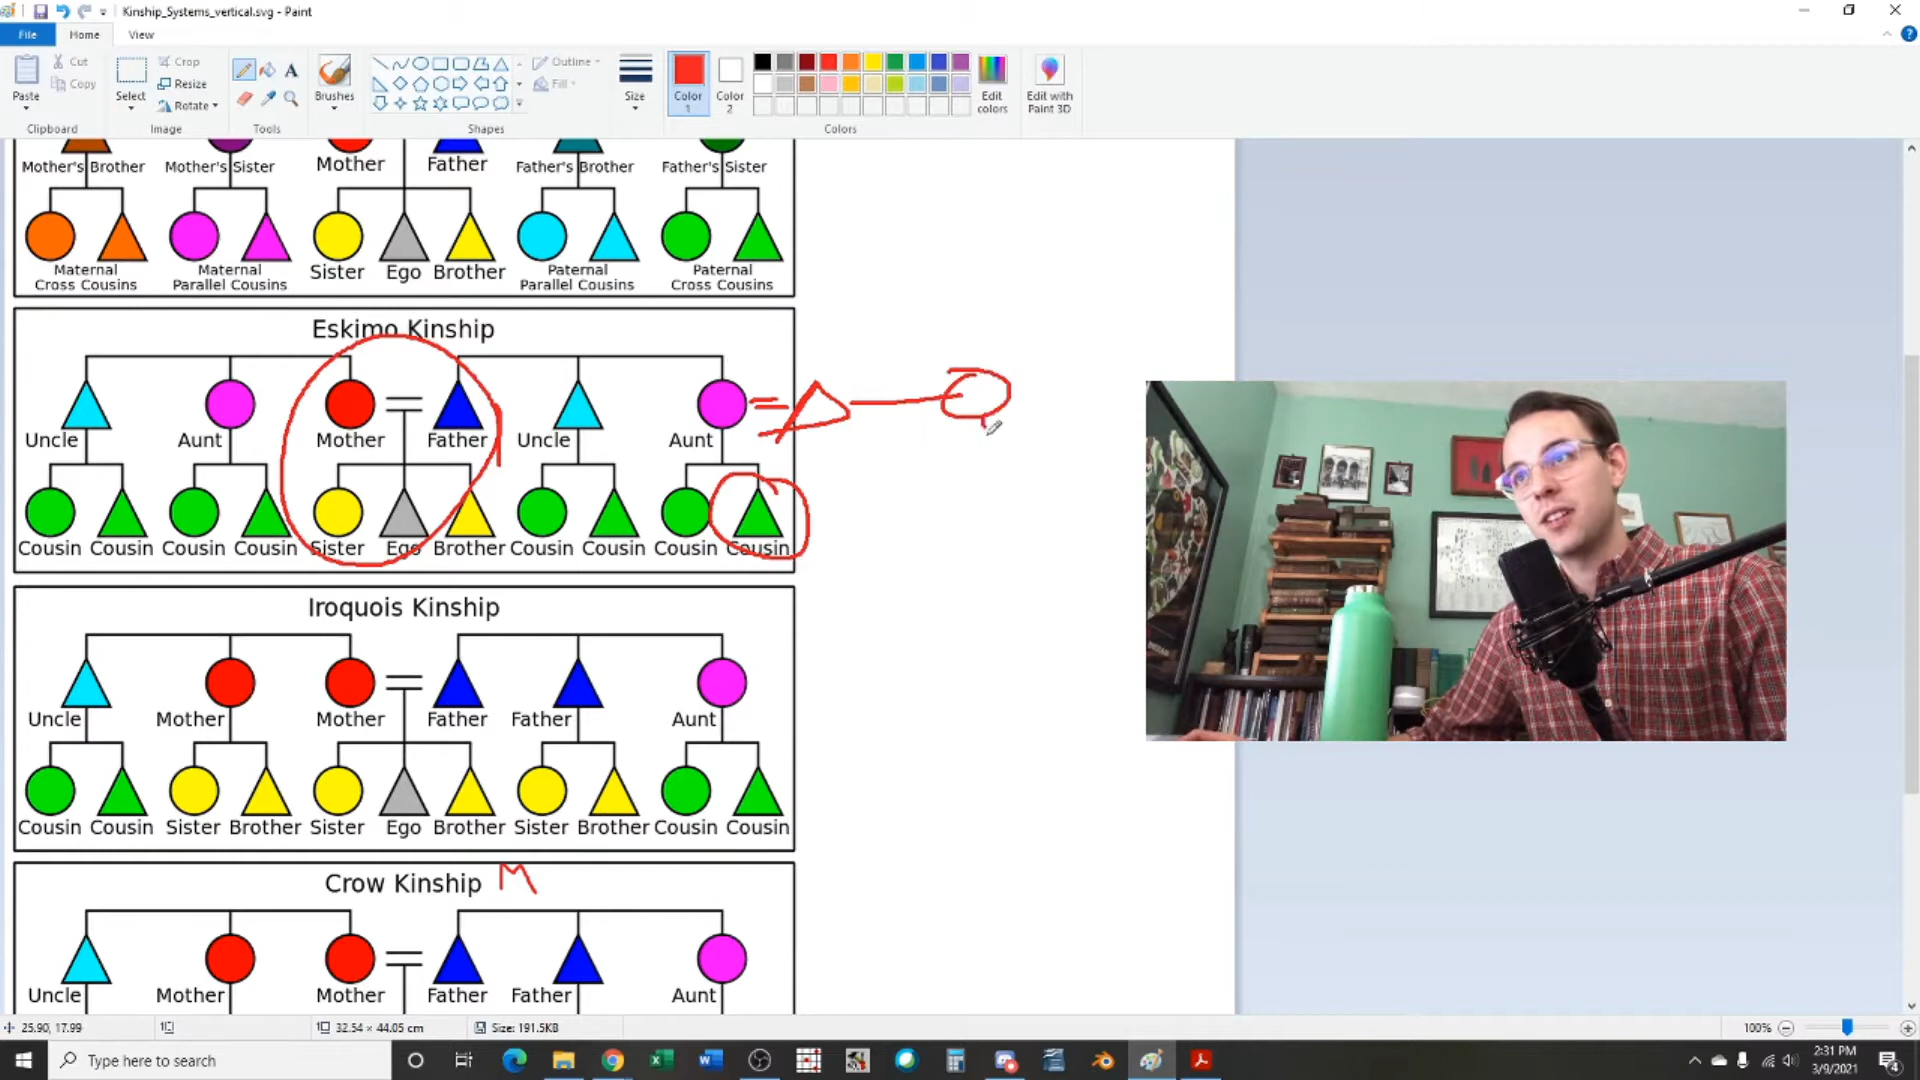 Kinship_Systems_vertical.svg - Paint
File Home View
Paste Cut Copy Select Crop Resize Rotate Brushes Outline Fill Size Color 1 Color 2 Edit colors Edit with Paint 3D
Clipboard Image Tools Shapes Colors
Mother's Brother Mother's Sister Mother Father Father's Brother Father's Sister
Sister Ego Brother
Maternal Cross Cousins Maternal Parallel Cousins Paternal Parallel Cousins Paternal Cross Cousins
Eskimo Kinship
Uncle Aunt Mother Father Uncle Aunt
Cousin Cousin Cousin Cousin Sister Ego Brother Cousin Cousin Cousin Cousin
Iroquois Kinship
Uncle Mother Mother Father Father Aunt
Cousin Cousin Sister Brother Sister Ego Brother Sister Brother Cousin Cousin
Crow Kinship M
Uncle Mother Mother Father Father Aunt
25.90, 17.99 32.54 × 44.05 cm Size: 191.5KB 100%
Type here to search
2:31 PM
3/9/2021
4